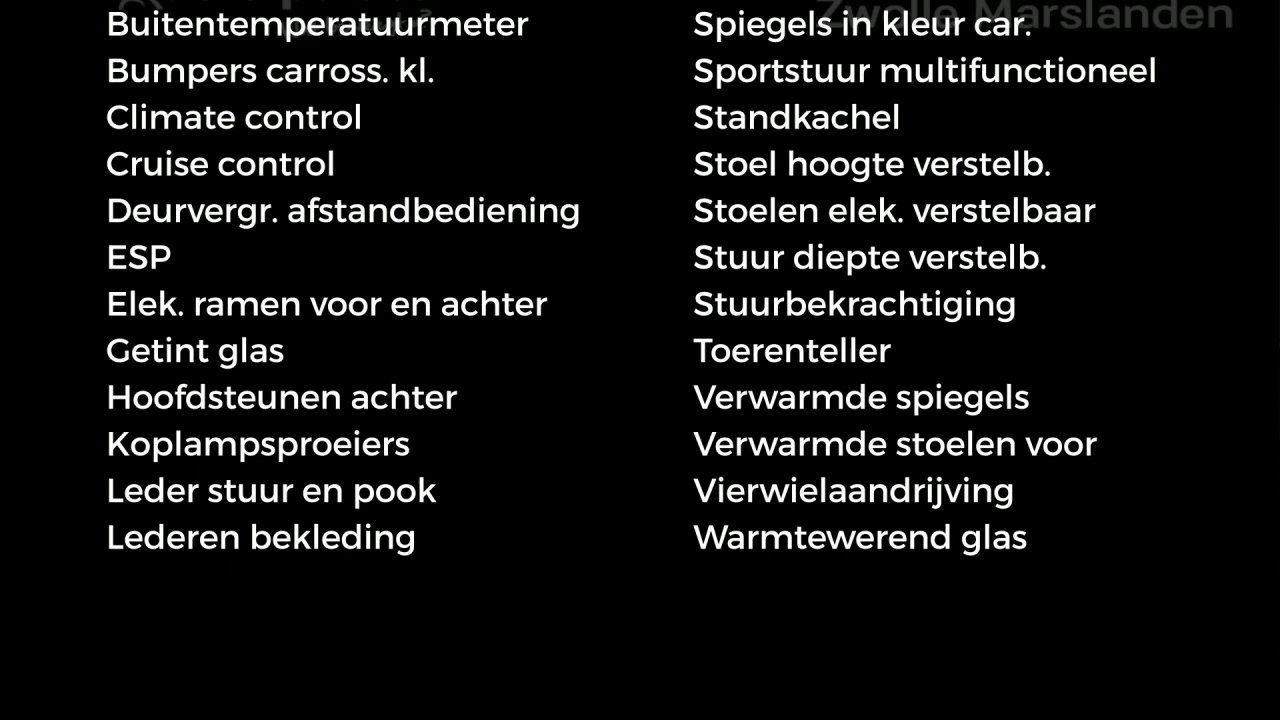 Zwolle Marslanden
Buitentemperatuurmeter
Bumpers carross. kl.
Climate control
Cruise control
Deurvergr. afstandbediening
ESP
Elek. ramen voor en achter
Getint glas
Hoofdsteunen achter
Koplampsproeiers
Leder stuur en pook
Lederen bekleding
Spiegels in kleur car.
Sportstuur multifunctioneel
Standkachel
Stoel hoogte verstelb.
Stoelen elek. verstelbaar
Stuur diepte verstelb.
Stuurbekrachtiging
Toerenteller
Verwarmde spiegels
Verwarmde stoelen voor
Vierwielaandrijving
Warmtewerend glas